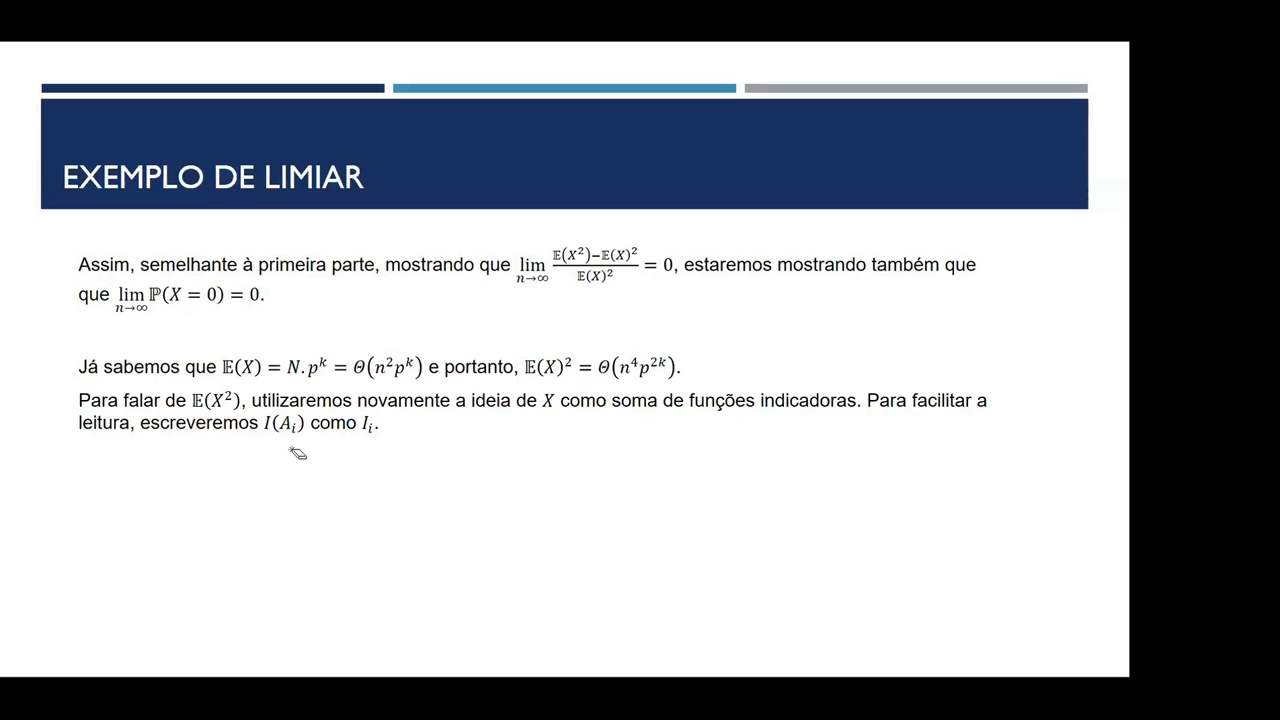 EXEMPLO DE LIMIAR
Assim, semelhante à primeira parte, mostrando que lim_{n→∞} (𝔼(X²)−𝔼(X)²)/(𝔼(X)²) = 0, estaremos mostrando também que
que lim_{n→∞} ℙ(X = 0) = 0.
Já sabemos que 𝔼(X) = N.p^k = Θ(n²p^k) e portanto, 𝔼(X)² = Θ(n⁴p^{2k}).
Para falar de 𝔼(X²), utilizaremos novamente a ideia de X como soma de funções indicadoras. Para facilitar a
leitura, escreveremos I(A_i) como I_i.